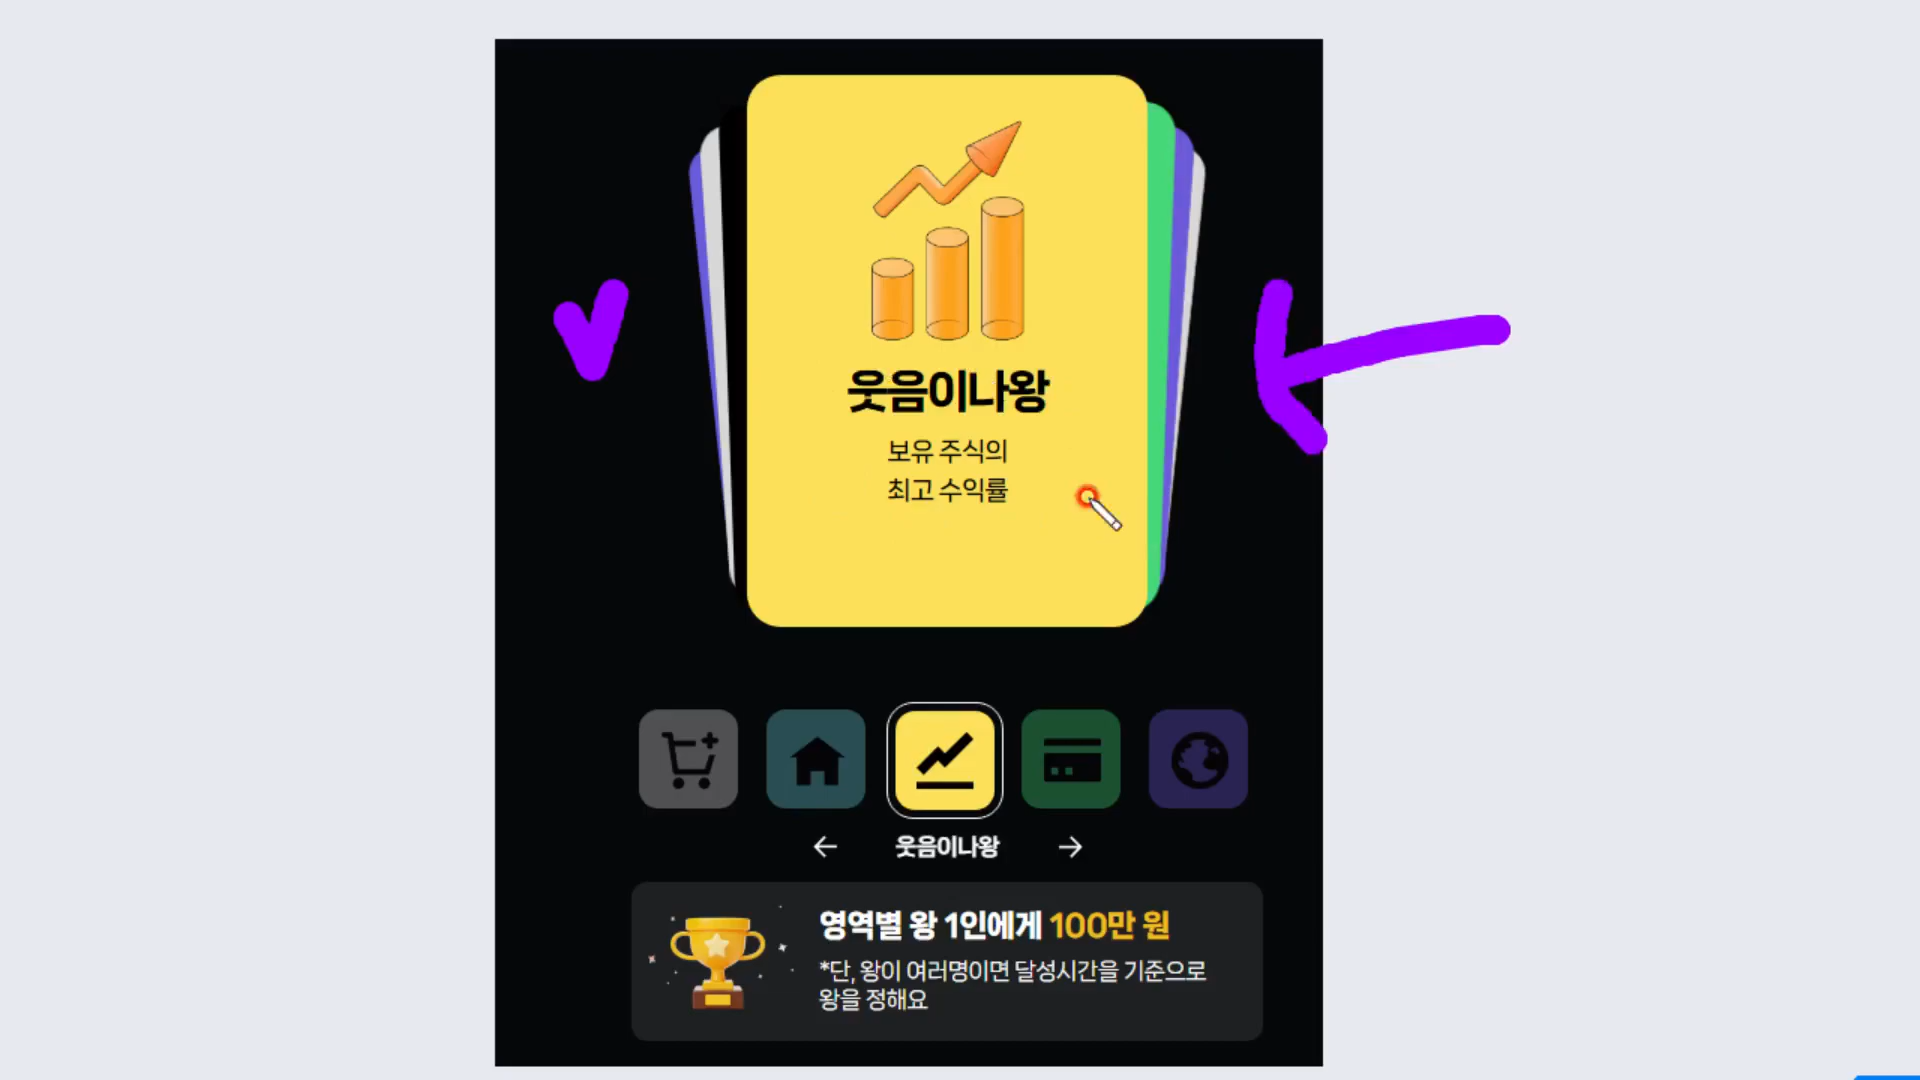 웃음이나왕
보유 주식의
최고 수익률
웃음이나왕
영역별 왕 1인에게 100만 원
*단, 왕이 여러명이면 달성시간을 기준으로
왕을 정해요